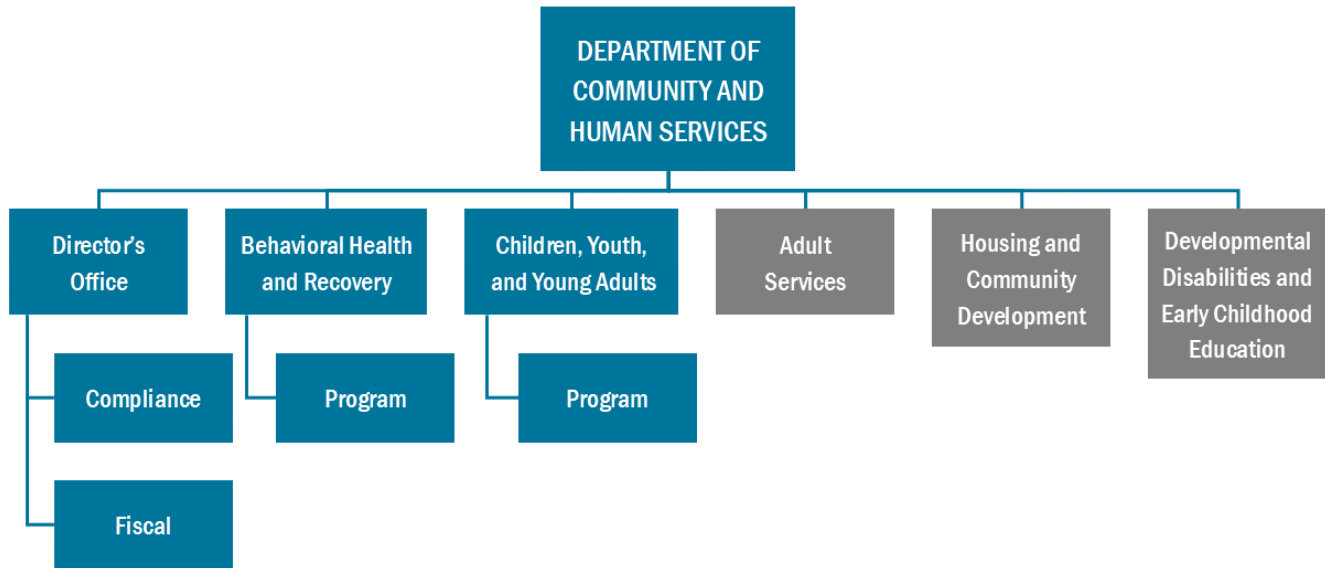 DEPARTMENT OF
COMMUNITY AND
HUMAN SERVICES
Director's
Office
Behavioral Health
and Recovery
Children, Youth,
and Young Adults
Adult
Services
Housing and
Community
Development
Developmental
Disabilities and
Early Childhood
Education
Compliance
Program
Program
Fiscal